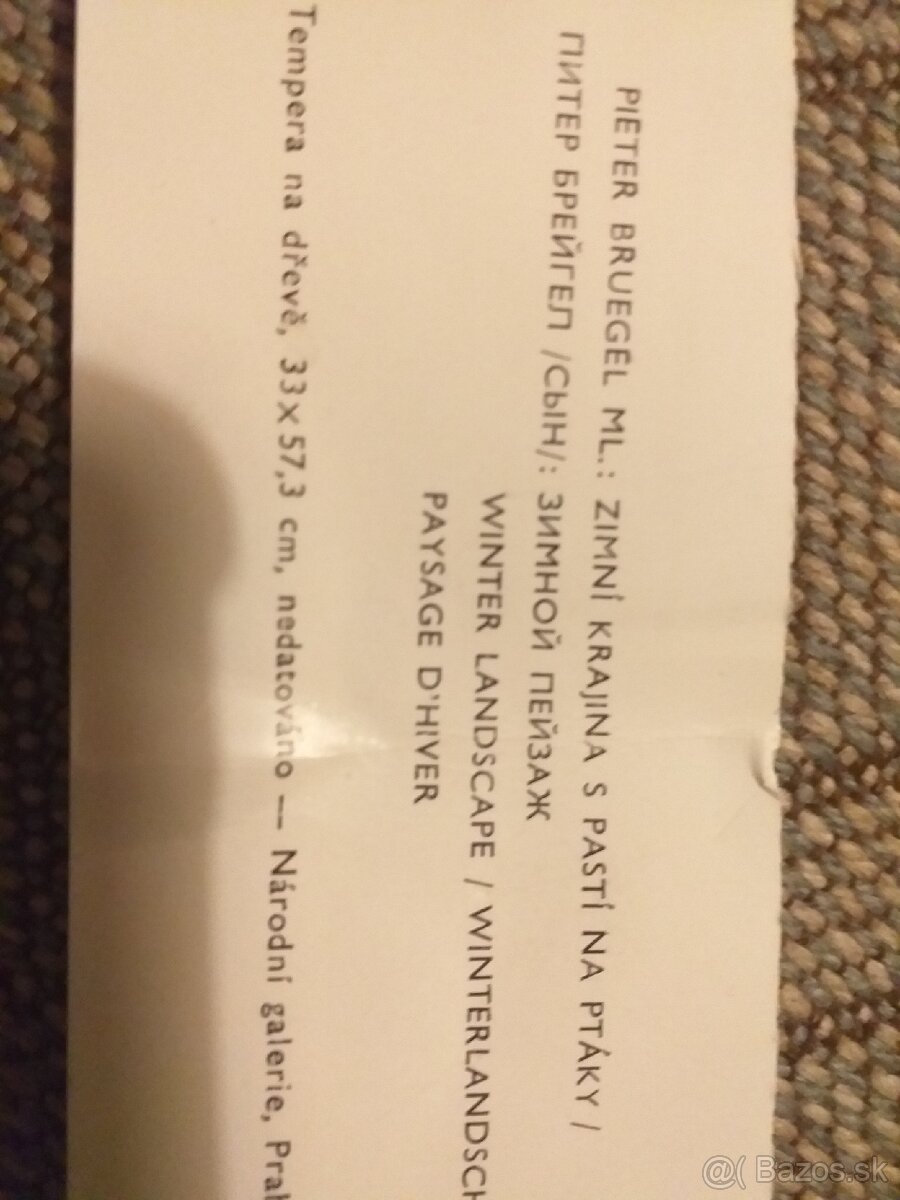 PIETER BRUEGEL ML.: ZIMNÍ KRAJINA S PASTÍ NA PTÁKY /
ПИТЕР БРЕЙГЕЛ /СЫН/: ЗИМНОЙ ПЕЙЗАЖ
WINTER LANDSCAPE / WINTERLANDSCH
PAYSAGE D'HIVER
Tempera na dřevě, 33 x 57,3 cm, nedatováno — Národní galerie, Pral
@( Bazos.sk